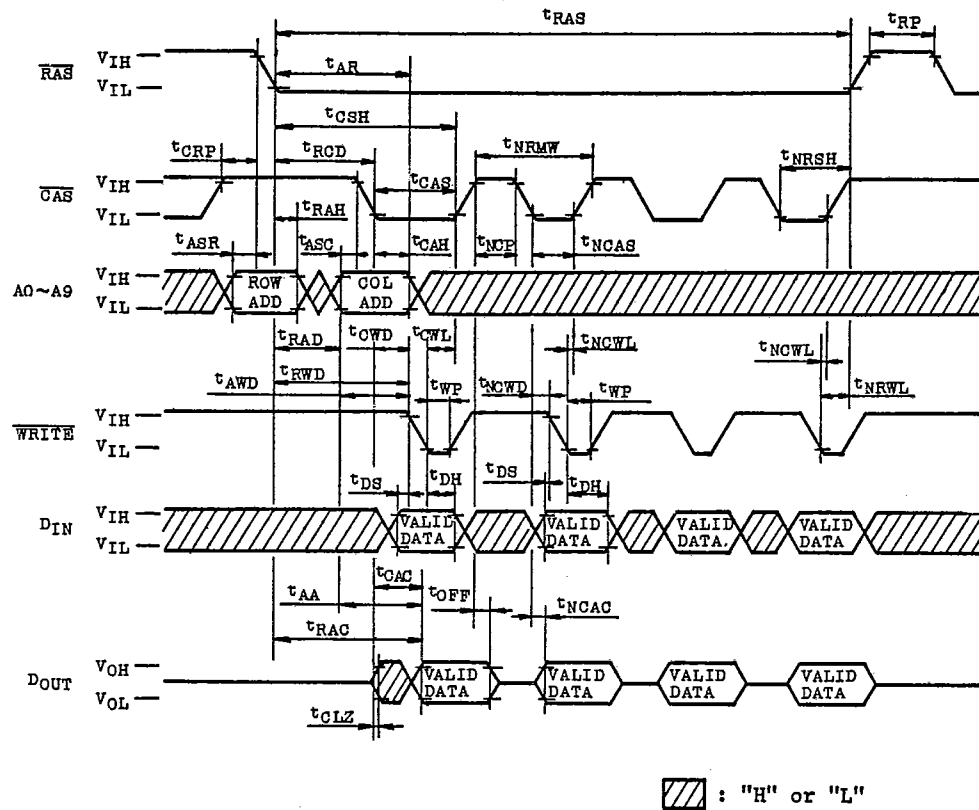 tRAS
tRP
RAS
VIH
VIL
tAR
tCSH
tCRP
tRCD
tNRMW
tNRSH
CAS
VIH
VIL
tCAS
tRAH
tASR
tASC
tCAH
tNCP
tNCAS
A0~A9
VIH
VIL
ROW ADD
COL ADD
tRAD
tCWD
tCWL
tNCWL
tNCWL
tAWD
tRWD
tWP
tNCWD
tWP
tNRWL
WRITE
VIH
VIL
tDS
tDH
tDS
tDH
DIN
VIH
VIL
VALID DATA
VALID DATA
VALID DATA.
VALID DATA
tCAC
tAA
tOFF
tNCAC
tRAC
DOUT
VOH
VOL
VALID DATA
VALID DATA
VALID DATA
VALID DATA
tCLZ
: "H" or "L"